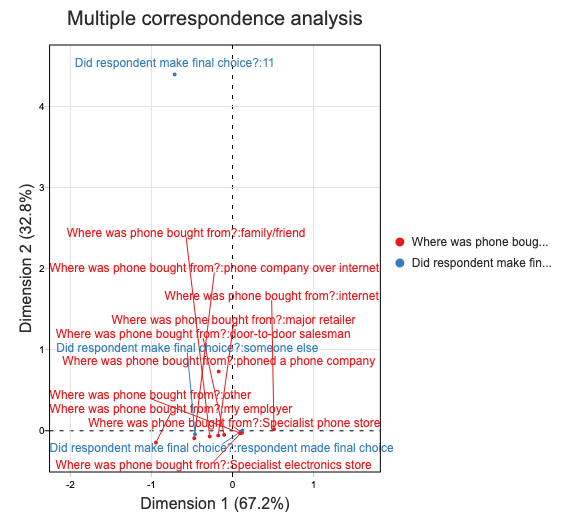 Multiple correspondence analysis
Did respondent make final choice?:11
4
3
Where was phone bought from?:family/friend
Where was phone bought...
Did respondent make fin...
2
Where was phone bought from?:phone company over internet
Where was phone bought from?:internet
Where was phone bought from?:major retailer
Where was phone bought from?:door-to-door salesman
1
Did respondent make final choice?:someone else
Where was phone bought from?:phoned a phone company
Where was phone bought from?:other
Where was phone bought from?:my employer
Where was phone bought from?:Specialist phone store
0
Did respondent make final choice?:respondent made final choice
Where was phone bought from?:Specialist electronics store
-2
-1
0
1
Dimension 1 (67.2%)
Dimension 2 (32.8%)